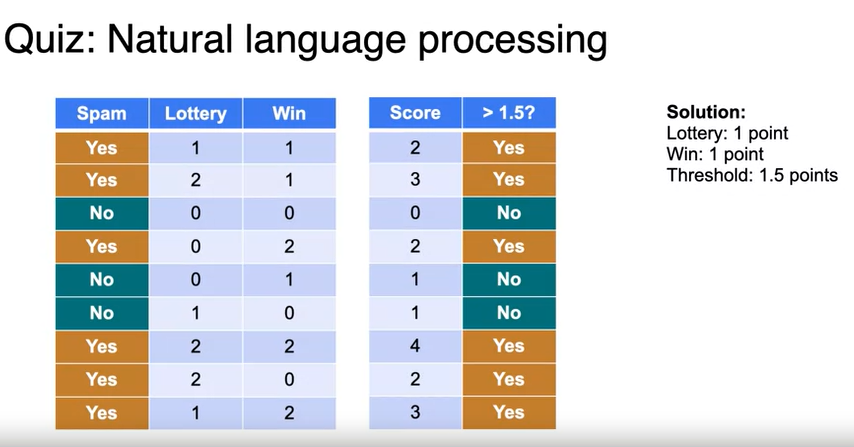 Quiz: Natural language processing
Spam Lottery Win Score > 1.5?
Yes 1 1 2 Yes
Yes 2 1 3 Yes
No 0 0 0 No
Yes 0 2 2 Yes
No 0 1 1 No
No 1 0 1 No
Yes 2 2 4 Yes
Yes 2 0 2 Yes
Yes 1 2 3 Yes
Solution:
Lottery: 1 point
Win: 1 point
Threshold: 1.5 points